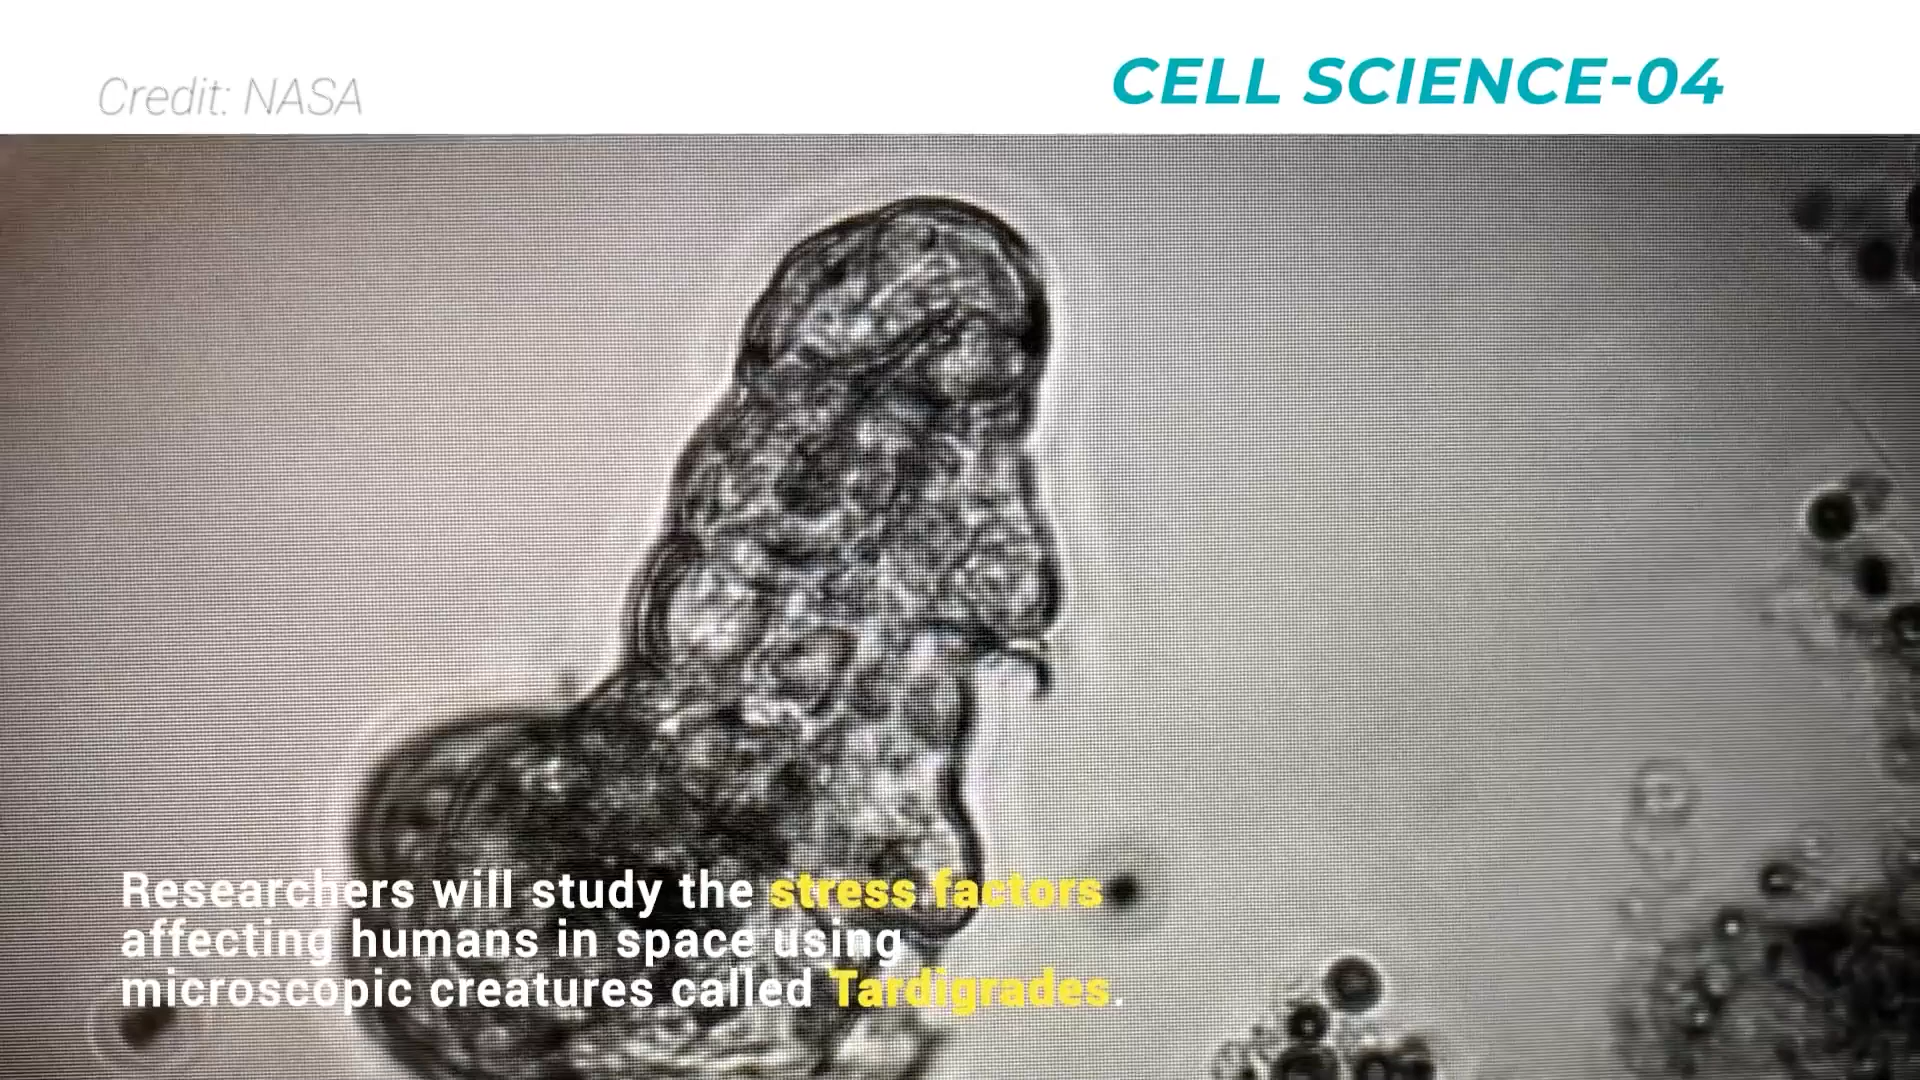 Credit: NASA
CELL SCIENCE-04
Researchers will study the stress factors
affecting humans in space using
microscopic creatures called Tardigrades.